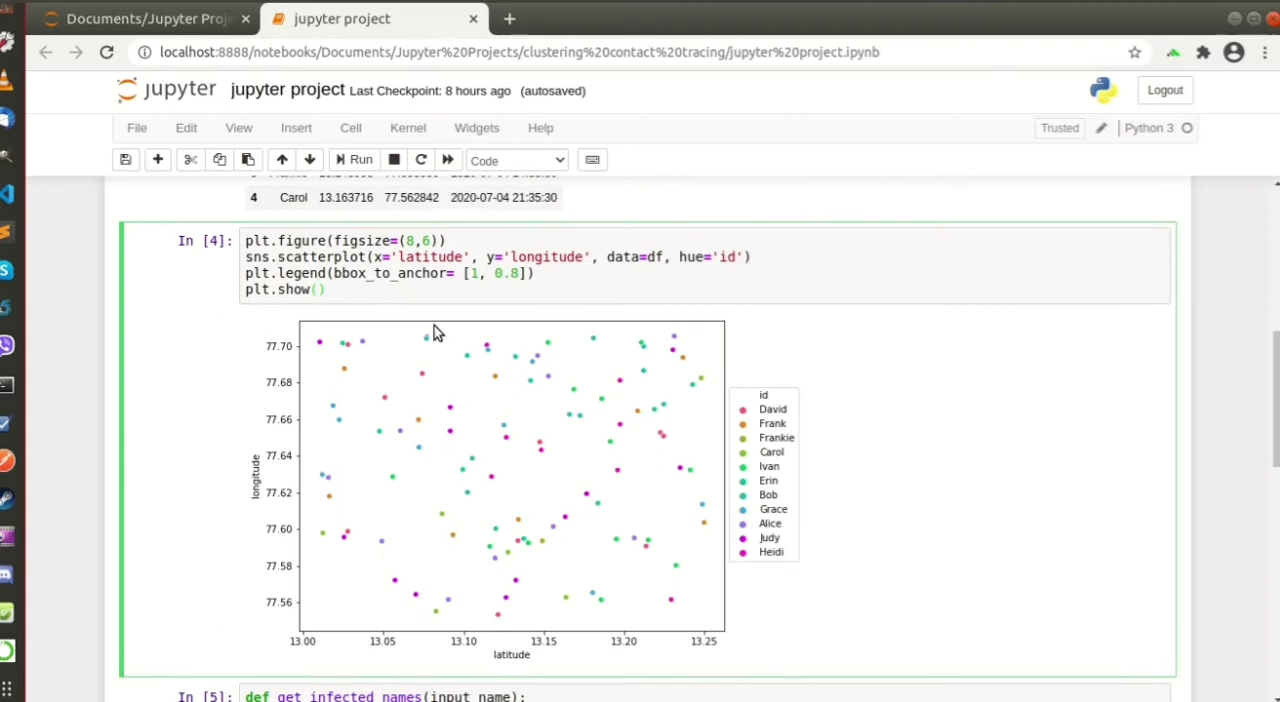 Documents/Jupyter Proj
jupyter project
localhost:8888/notebooks/Documents/Jupyter%20Projects/clustering%20contact%20tracing/jupyter%20project.ipynb
jupyter jupyter project Last Checkpoint: 8 hours ago (autosaved)
Logout
File Edit View Insert Cell Kernel Widgets Help
Trusted
Python 3
Run
Code
4 Carol 13.163716 77.562842 2020-07-04 21:35:30
In [4]:
plt.figure(figsize=(8,6))
sns.scatterplot(x='latitude', y='longitude', data=df, hue='id')
plt.legend(bbox_to_anchor= [1, 0.8])
plt.show()
77.70
77.68
77.66
77.64
77.62
77.60
77.58
77.56
longitude
13.00 13.05 13.10 13.15 13.20 13.25
latitude
id
David
Frank
Frankie
Carol
Ivan
Erin
Bob
Grace
Alice
Judy
Heidi
In [5]:
def get_infected_names(input_name):